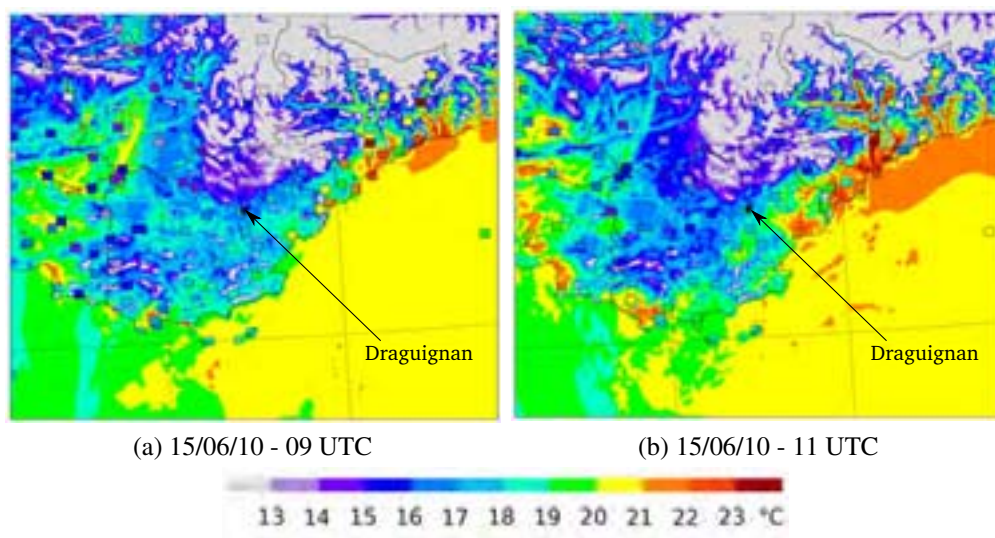 Draguignan
Draguignan
(a) 15/06/10 - 09 UTC
(b) 15/06/10 - 11 UTC
13 14 15 16 17 18 19 20 21 22 23 °C